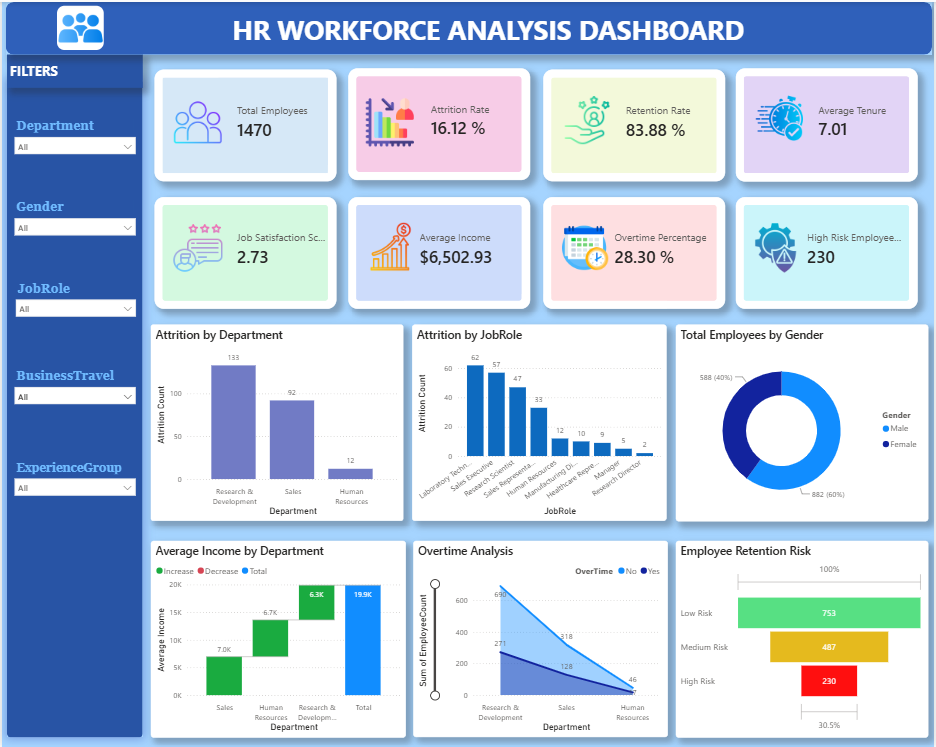 HR WORKFORCE ANALYSIS DASHBOARD
FILTERS
Department
All
Gender
All
JobRole
All
BusinessTravel
All
ExperienceGroup
All
Total Employees
1470
Attrition Rate
16.12 %
Retention Rate
83.88 %
Average Tenure
7.01
Job Satisfaction Sc...
2.73
Average Income
$6,502.93
Overtime Percentage
28.30 %
High Risk Employee...
230
Attrition by Department
Attrition Count
100
50
0
133
92
12
Research &
Development
Sales
Human
Resources
Department
Attrition by JobRole
Attrition Count
60
40
20
0
62
57
47
33
12
10
9
5
2
Laboratory Techn...
Sales Executive
Research Scientist
Sales Representa...
Human Resources
Manufacturing Di...
Healthcare Repre...
Manager
Research Director
JobRole
Total Employees by Gender
588 (40%)
882 (60%)
Gender
Male
Female
Average Income by Department
Increase Decrease Total
Average Income
20K
15K
10K
5K
0K
7.0K
6.7K
6.3K
19.9K
Sales
Human
Resources
Research &
Developm...
Total
Department
Overtime Analysis
OverTime No Yes
Sum of EmployeeCount
600
400
200
0
690
271
318
128
46
7
Research &
Development
Sales
Human
Resources
Department
Employee Retention Risk
100%
Low Risk
753
Medium Risk
487
High Risk
230
30.5%